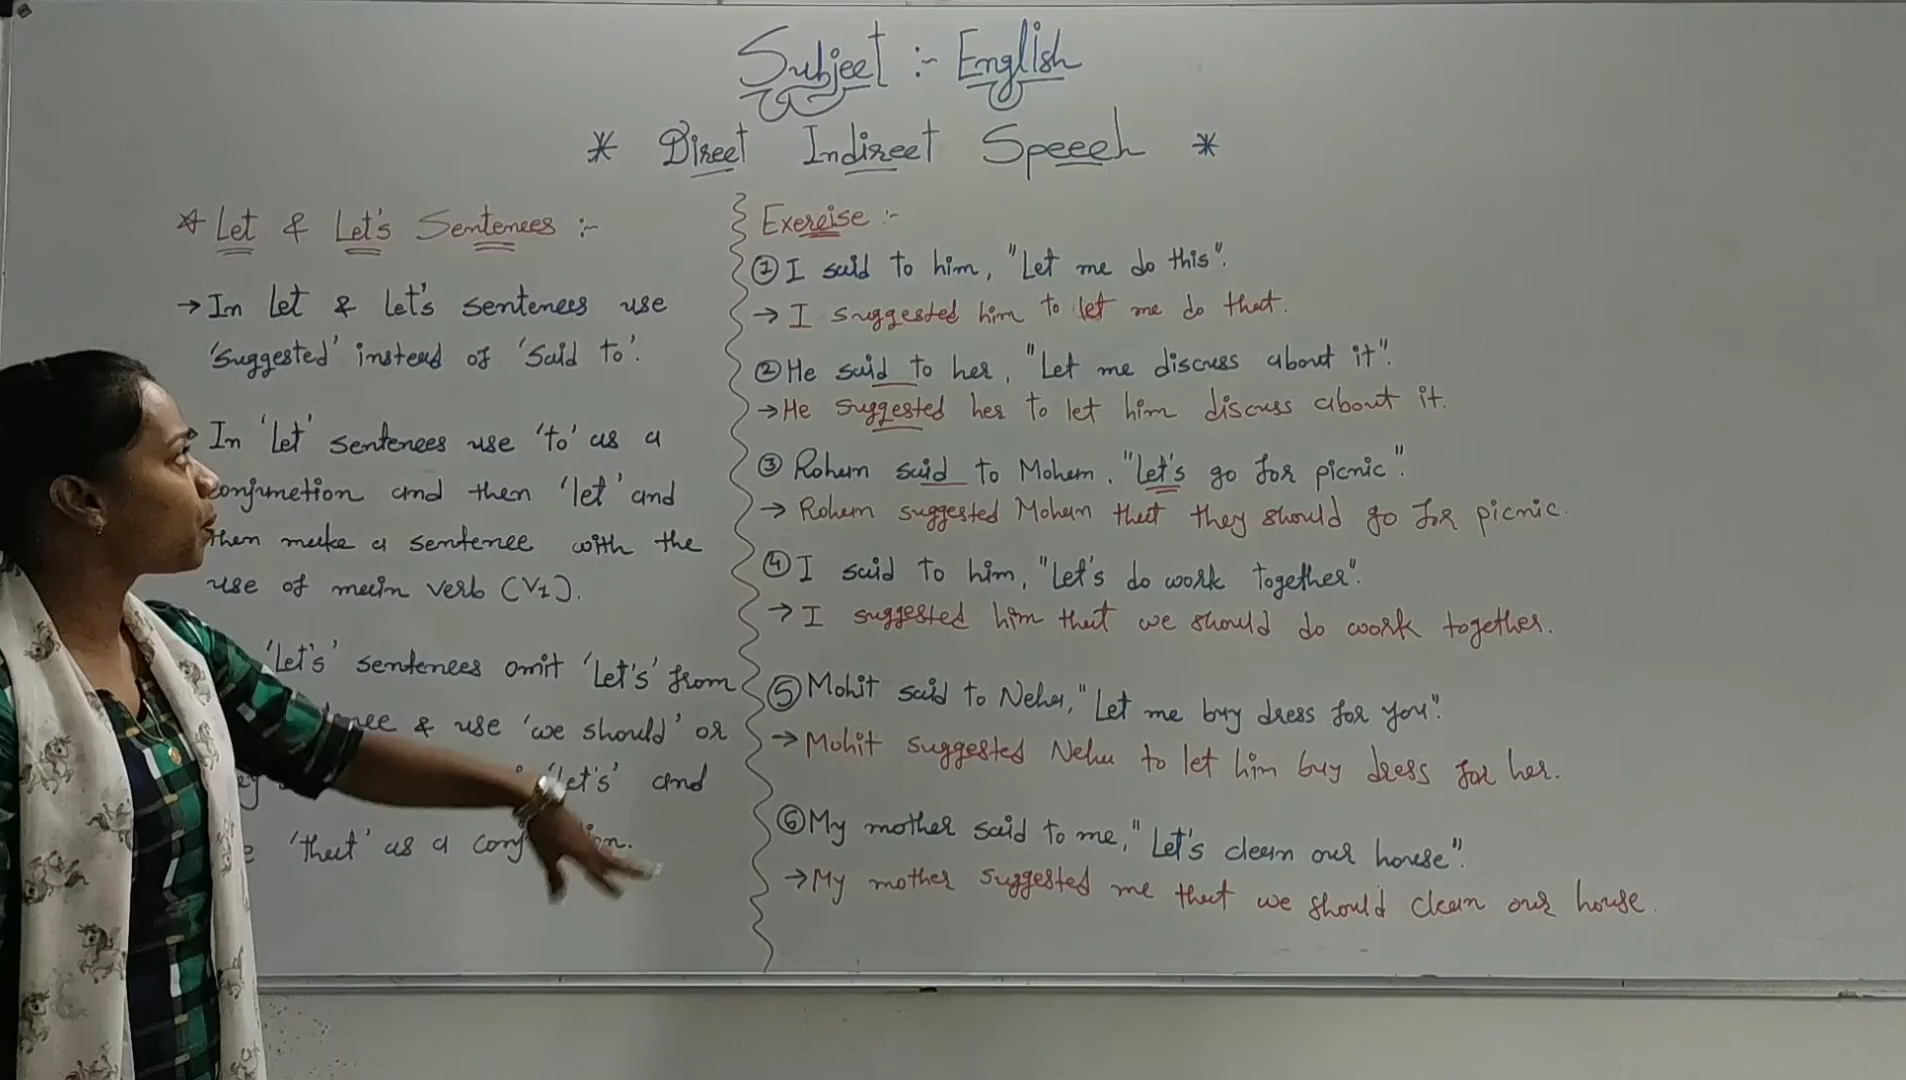 Subject :- English
* Direct Indirect Speech *
* Let & Let's Sentences :-
→ In let & let's sentences use
'suggested' instead of 'said to'.
In 'let' sentences use 'to' as a
conjunction and then 'let' and
then make a sentence with the
use of main verb (V1).
'Let's' sentences omit 'Let's' from
& use 'we should' or
'let's' and
'that' as a
Exercise :-
① I said to him, "Let me do this".
→ I suggested him to let me do that.
② He said to her, "Let me discuss about it".
→ He suggested her to let him discuss about it.
③ Rohan said to Mohan, "Let's go for picnic".
→ Rohan suggested Mohan that they should go for picnic.
④ I said to him, "Let's do work together".
→ I suggested him that we should do work together.
⑤ Mohit said to Neha, "Let me buy dress for you".
→ Mohit suggested Neha to let him buy dress for her.
⑥ My mother said to me, "Let's clean our house".
→ My mother suggested me that we should clean our house.